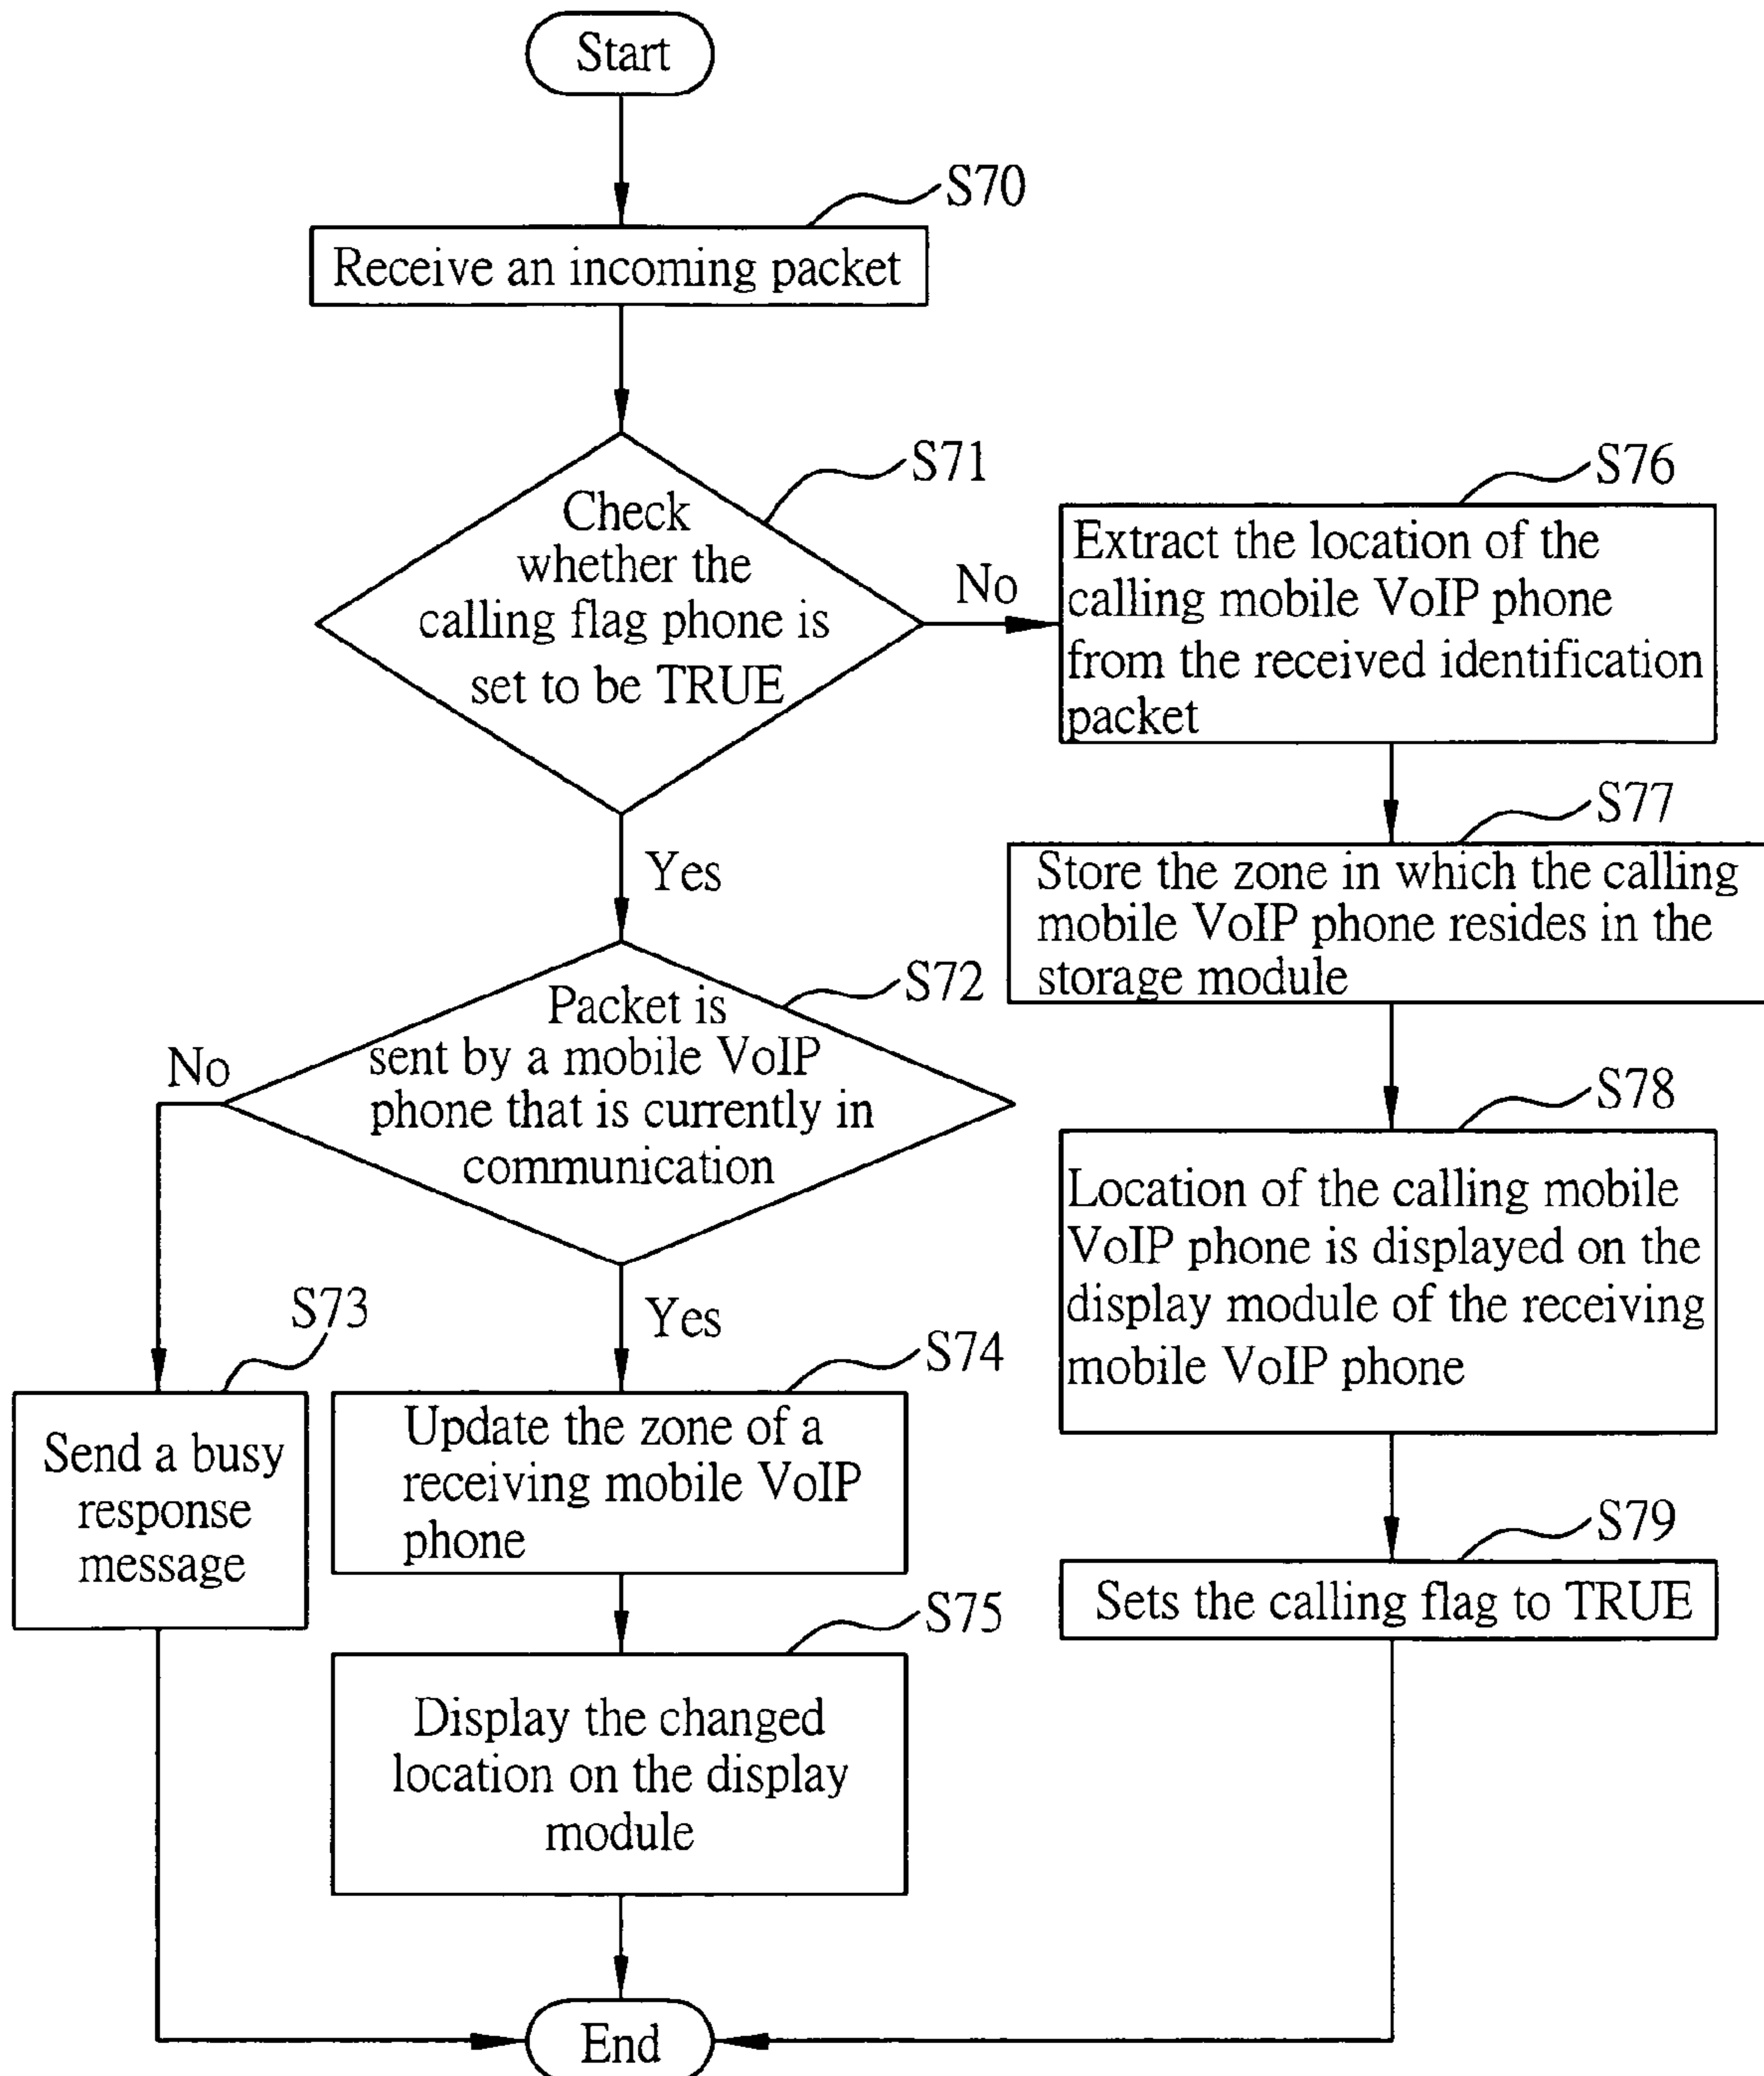 Start
S70
Receive an incoming packet
S71
Check
whether the
calling flag phone is
set to be TRUE
No
S76
Extract the location of the
calling mobile VoIP phone
from the received identification
packet
Yes
S77
Store the zone in which the calling
mobile VoIP phone resides in the
storage module
S72
Packet is
sent by a mobile VoIP
phone that is currently in
communication
No
Yes
S78
Location of the calling mobile
VoIP phone is displayed on the
display module of the receiving
mobile VoIP phone
S73
Send a busy
response
message
S74
Update the zone of a
receiving mobile VoIP
phone
S79
Sets the calling flag to TRUE
S75
Display the changed
location on the display
module
End